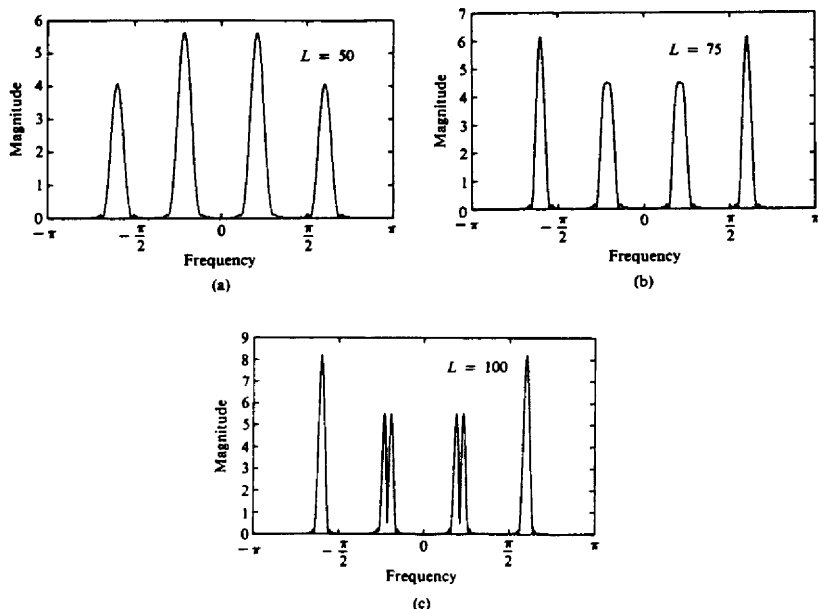 6
5
4
3
2
1
0
Magnitude
L = 50
−π
−π/2
0
π/2
π
Frequency
(a)
7
6
5
4
3
2
1
0
Magnitude
L = 75
−π
−π/2
0
π/2
π
Frequency
(b)
9
8
7
6
5
4
3
2
1
0
Magnitude
L = 100
−π
−π/2
0
π/2
π
Frequency
(c)